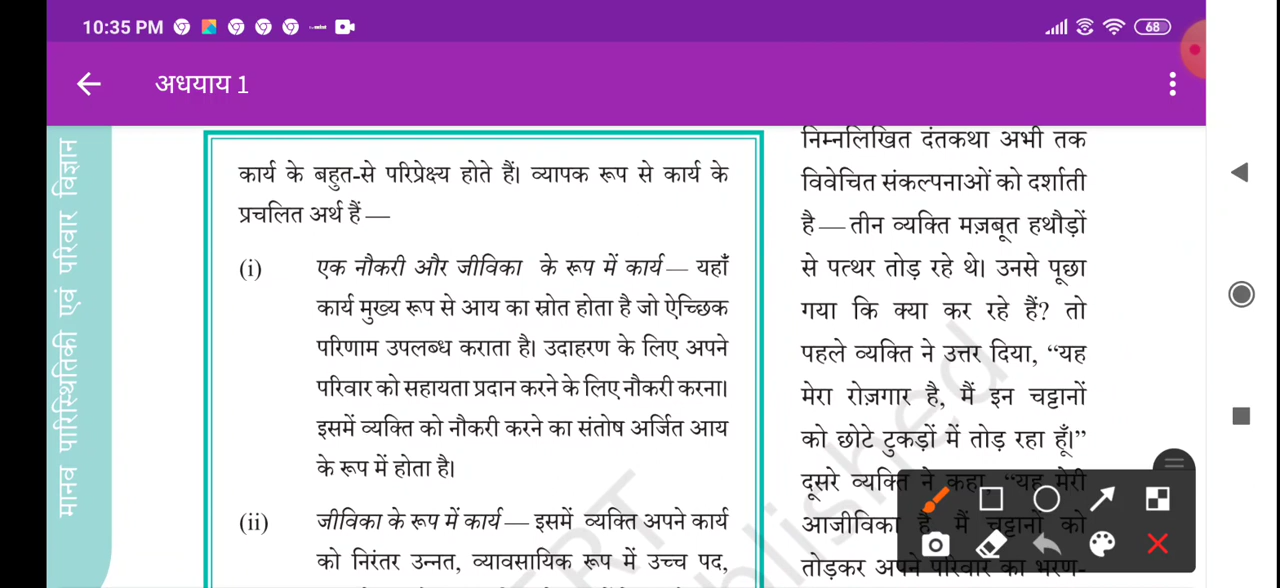 10:35 PM
68
अधयाय 1
मानव पारिस्थितिकी एवं परिवार विज्ञान
कार्य के बहुत-से परिप्रेक्ष्य होते हैं। व्यापक रूप से कार्य के
प्रचलित अर्थ हैं —
(i) एक नौकरी और जीविका के रूप में कार्य — यहाँ
कार्य मुख्य रूप से आय का स्रोत होता है जो ऐच्छिक
परिणाम उपलब्ध कराता है। उदाहरण के लिए अपने
परिवार को सहायता प्रदान करने के लिए नौकरी करना।
इसमें व्यक्ति को नौकरी करने का संतोष अर्जित आय
के रूप में होता है।
(ii) जीविका के रूप में कार्य — इसमें व्यक्ति अपने कार्य
को निरंतर उन्नत, व्यावसायिक रूप में उच्च पद,
निम्नलिखित दंतकथा अभी तक
विवेचित संकल्पनाओं को दर्शाती
है — तीन व्यक्ति मज़बूत हथौड़ों
से पत्थर तोड़ रहे थे। उनसे पूछा
गया कि क्या कर रहे हैं? तो
पहले व्यक्ति ने उत्तर दिया, “यह
मेरा रोज़गार है, मैं इन चट्टानों
को छोटे टुकड़ों में तोड़ रहा हूँ।”
दूसरे व्यक्ति ने कहा, “यह मेरी
आजीविका है, मैं चट्टानों को
तोड़कर अपने परिवार का भरण-